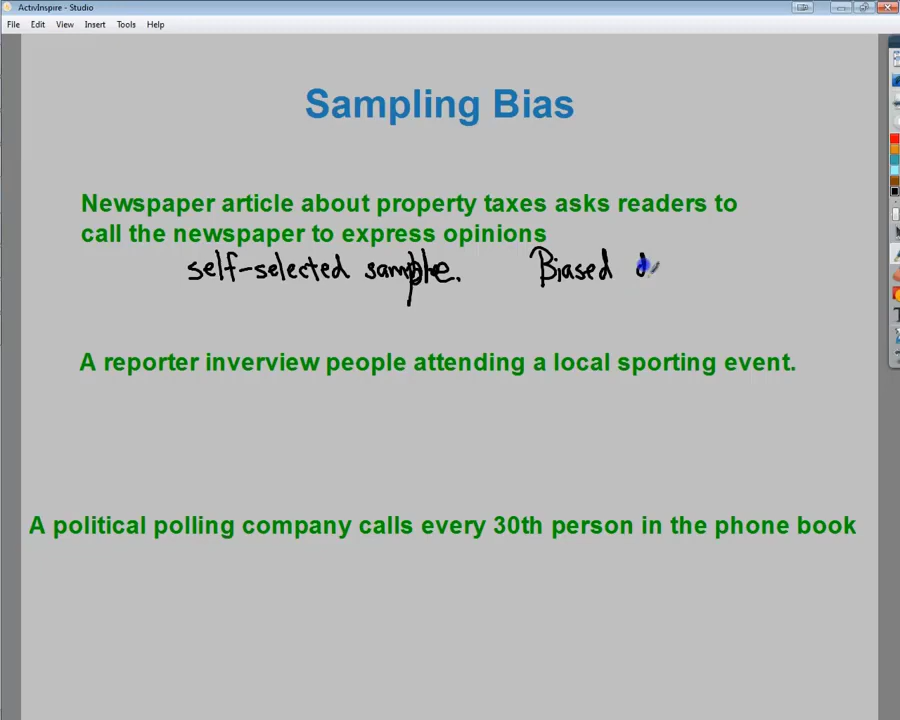 ActivInspire - Studio
File Edit View Insert Tools Help
Sampling Bias
Newspaper article about property taxes asks readers to
call the newspaper to express opinions
self-selected sample. Biased
A reporter inverview people attending a local sporting event.
A political polling company calls every 30th person in the phone book